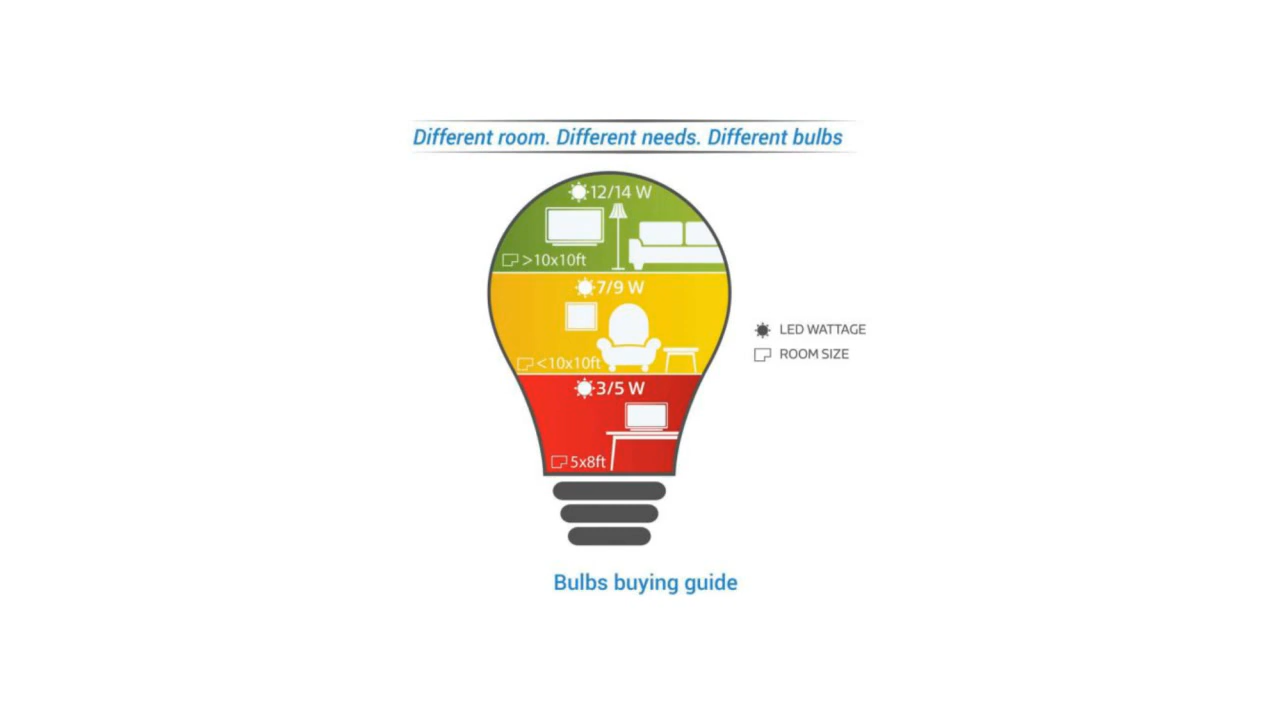 Different room. Different needs. Different bulbs
12/14 W
>10x10ft
7/9 W
<10x10ft
3/5 W
5x8ft
LED WATTAGE
ROOM SIZE
Bulbs buying guide